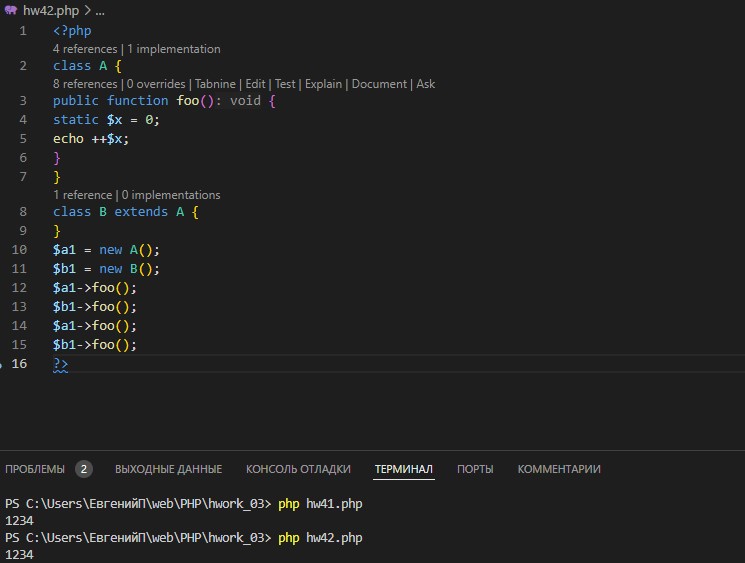 hw42.php > ...
1 <?php
4 references | 1 implementation
2 class A {
8 references | 0 overrides | Tabnine | Edit | Test | Explain | Document | Ask
3 public function foo(): void {
4 static $x = 0;
5 echo ++$x;
6 }
7 }
1 reference | 0 implementations
8 class B extends A {
9 }
10 $a1 = new A();
11 $b1 = new B();
12 $a1->foo();
13 $b1->foo();
14 $a1->foo();
15 $b1->foo();
16 ?>
ПРОБЛЕМЫ 2 ВЫХОДНЫЕ ДАННЫЕ КОНСОЛЬ ОТЛАДКИ ТЕРМИНАЛ ПОРТЫ КОММЕНТАРИИ
PS C:\Users\ЕвгенийП\web\PHP\hwork_03> php hw41.php
1234
PS C:\Users\ЕвгенийП\web\PHP\hwork_03> php hw42.php
1234